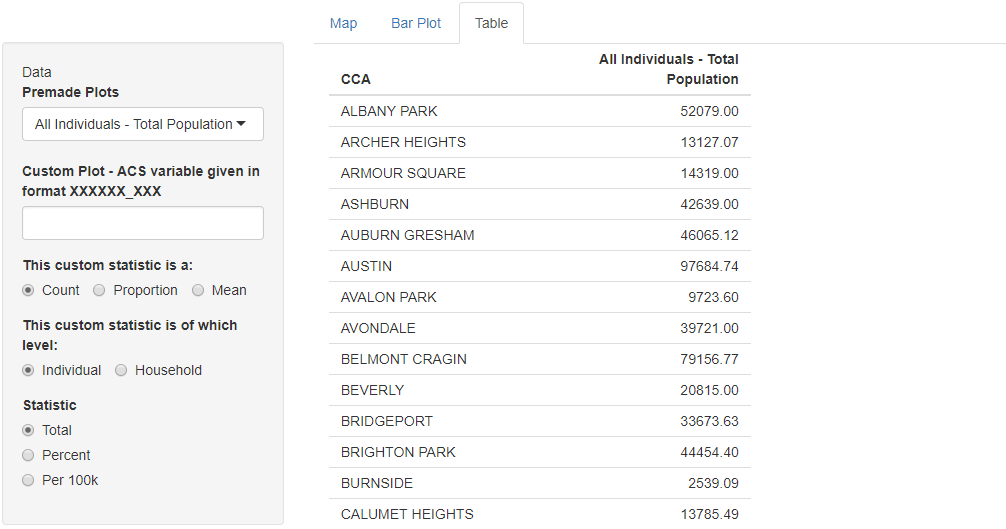 Map Bar Plot Table
Data
Premade Plots
All Individuals - Total Population
Custom Plot - ACS variable given in
format XXXXXX_XXX
This custom statistic is a:
Count Proportion Mean
This custom statistic is of which
level:
Individual Household
Statistic
Total
Percent
Per 100k
All Individuals - Total
CCA Population
ALBANY PARK 52079.00
ARCHER HEIGHTS 13127.07
ARMOUR SQUARE 14319.00
ASHBURN 42639.00
AUBURN GRESHAM 46065.12
AUSTIN 97684.74
AVALON PARK 9723.60
AVONDALE 39721.00
BELMONT CRAGIN 79156.77
BEVERLY 20815.00
BRIDGEPORT 33673.63
BRIGHTON PARK 44454.40
BURNSIDE 2539.09
CALUMET HEIGHTS 13785.49